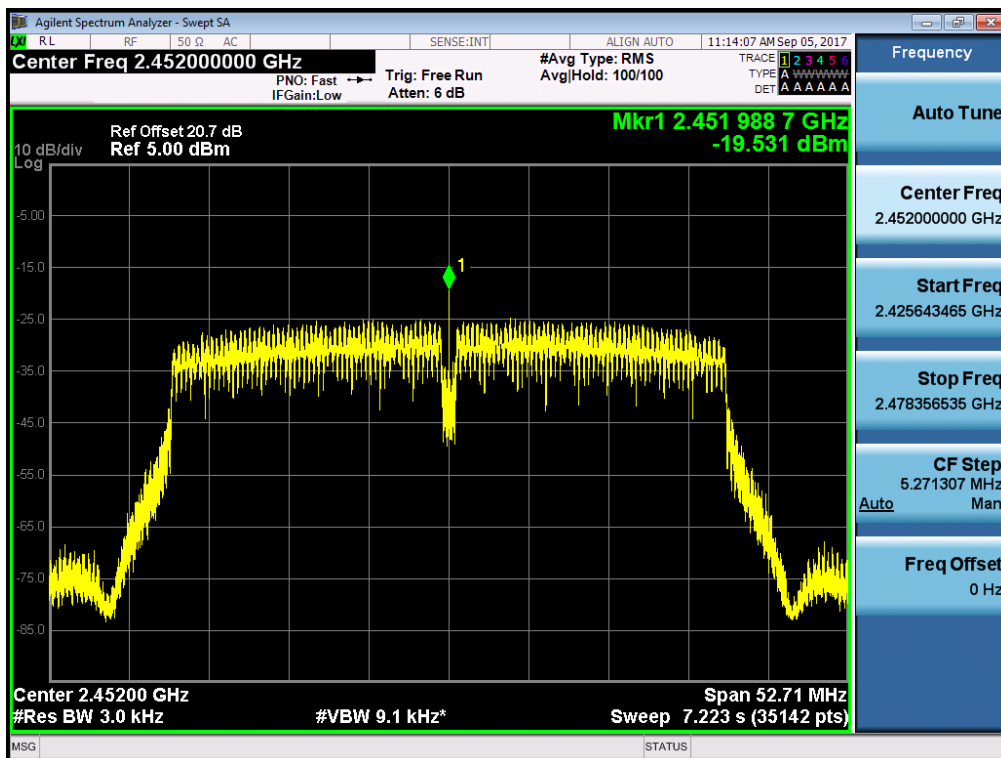 Agilent Spectrum Analyzer - Swept SA
LXI RL RF 50 Ω AC SENSE:INT ALIGN AUTO 11:14:07 AM Sep 05, 2017
Center Freq 2.452000000 GHz
PNO: Fast
IFGain:Low
Trig: Free Run
Atten: 6 dB
#Avg Type: RMS
Avg|Hold: 100/100
TRACE 1 2 3 4 5 6
TYPE A WWWWW
DET A A A A A A
Mkr1 2.451 988 7 GHz
-19.531 dBm
Ref Offset 20.7 dB
10 dB/div Ref 5.00 dBm
Log
1
-5.00
-15.0
-25.0
-35.0
-45.0
-55.0
-65.0
-75.0
-85.0
Center 2.45200 GHz Span 52.71 MHz
#Res BW 3.0 kHz #VBW 9.1 kHz* Sweep 7.223 s (35142 pts)
MSG STATUS
Frequency
Auto Tune
Center Freq
2.452000000 GHz
Start Freq
2.425643465 GHz
Stop Freq
2.478356535 GHz
CF Step
5.271307 MHz
Auto Man
Freq Offset
0 Hz